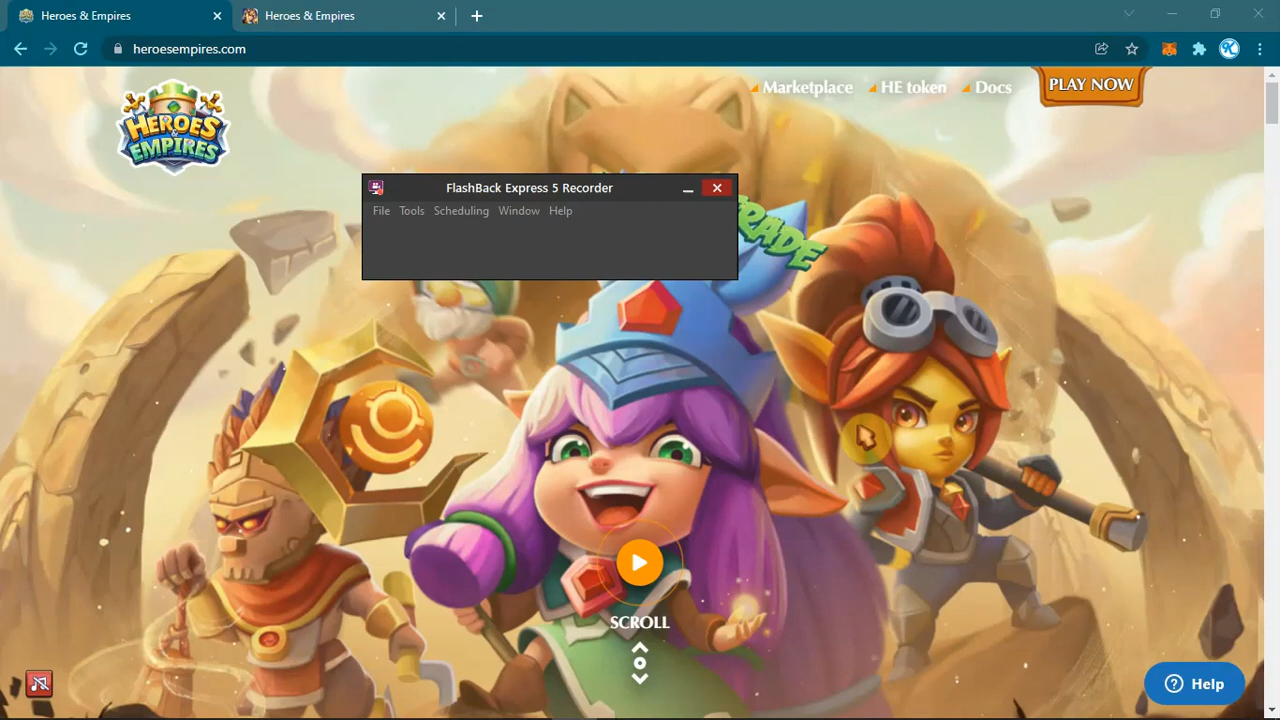 Heroes & Empires
Heroes & Empires
heroesempires.com
HEROES & EMPIRES
Marketplace
HE token
Docs
PLAY NOW
FlashBack Express 5 Recorder
File Tools Scheduling Window Help
SCROLL
Help